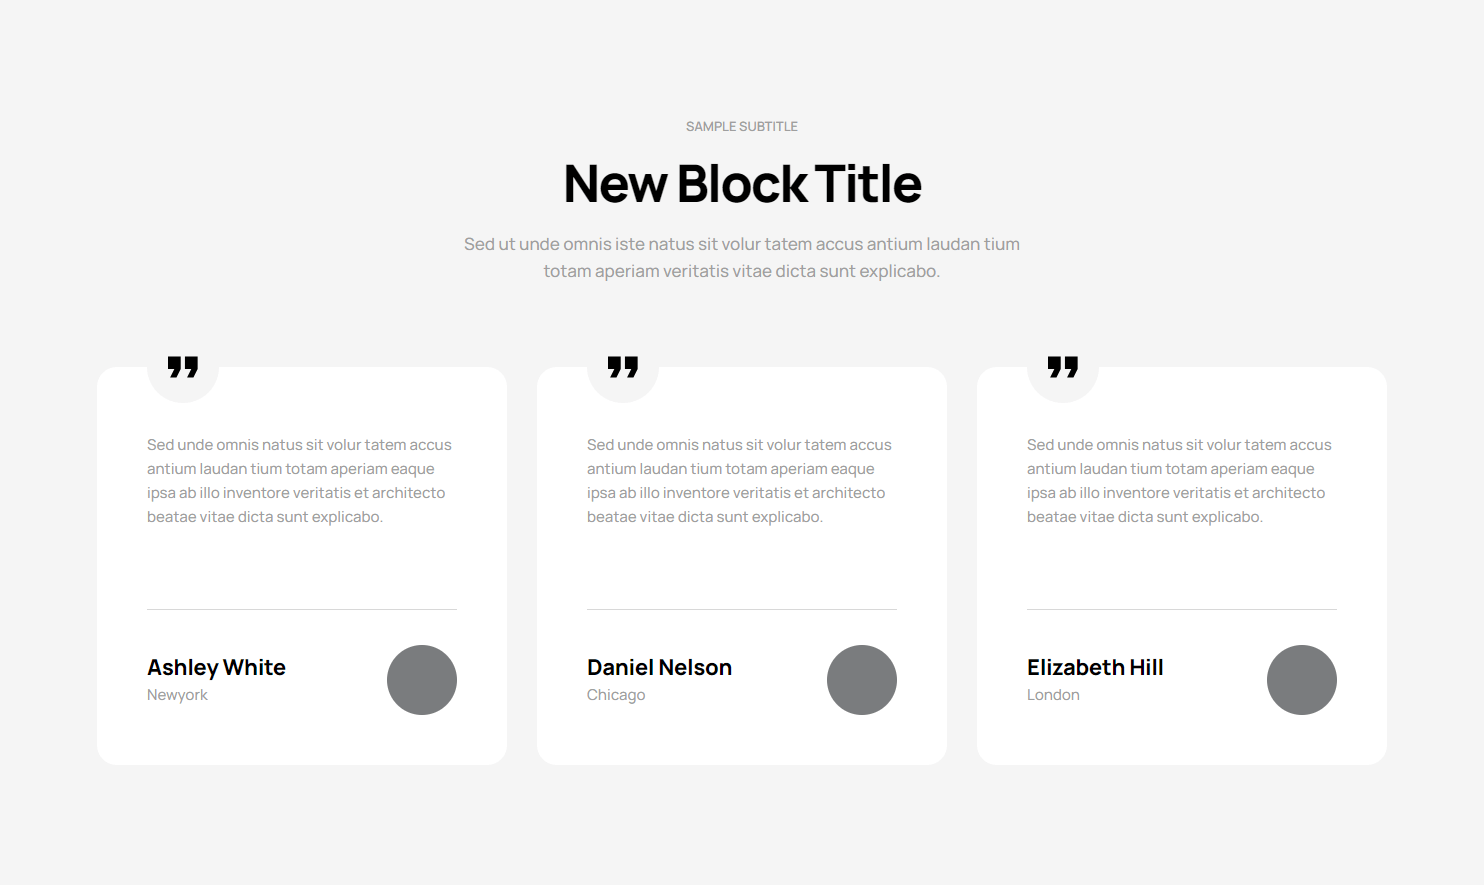 SAMPLE SUBTITLE
New Block Title
Sed ut unde omnis iste natus sit volur tatem accus antium laudan tium
totam aperiam veritatis vitae dicta sunt explicabo.
Sed unde omnis natus sit volur tatem accus
antium laudan tium totam aperiam eaque
ipsa ab illo inventore veritatis et architecto
beatae vitae dicta sunt explicabo.
Ashley White
Newyork
Sed unde omnis natus sit volur tatem accus
antium laudan tium totam aperiam eaque
ipsa ab illo inventore veritatis et architecto
beatae vitae dicta sunt explicabo.
Daniel Nelson
Chicago
Sed unde omnis natus sit volur tatem accus
antium laudan tium totam aperiam eaque
ipsa ab illo inventore veritatis et architecto
beatae vitae dicta sunt explicabo.
Elizabeth Hill
London